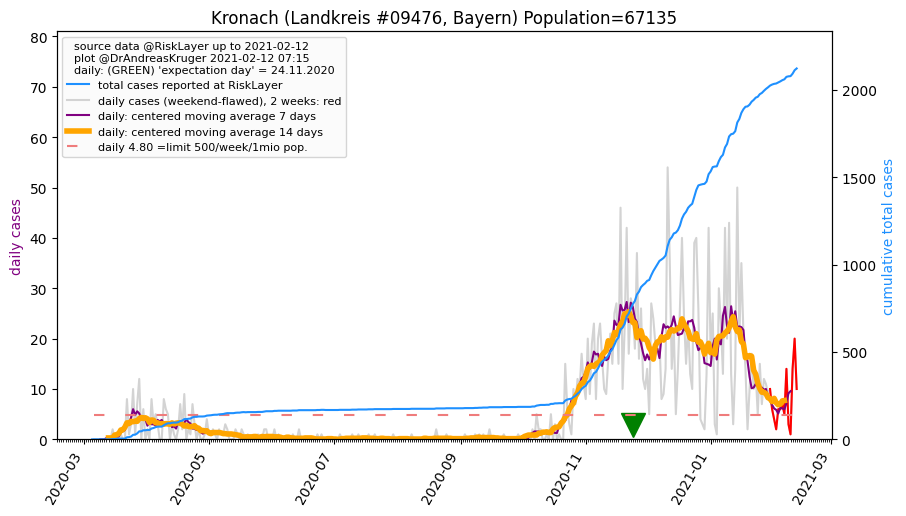 Kronach (Landkreis #09476, Bayern) Population=67135
source data @RiskLayer up to 2021-02-12
plot @DrAndreasKruger 2021-02-12 07:15
daily: (GREEN) 'expectation day' = 24.11.2020
total cases reported at RiskLayer
daily cases (weekend-flawed), 2 weeks: red
daily: centered moving average 7 days
daily: centered moving average 14 days
daily 4.80 =limit 500/week/1mio pop.
daily cases
80
70
60
50
40
30
20
10
0
cumulative total cases
2000
1500
1000
500
0
2020-03
2020-05
2020-07
2020-09
2020-11
2021-01
2021-03